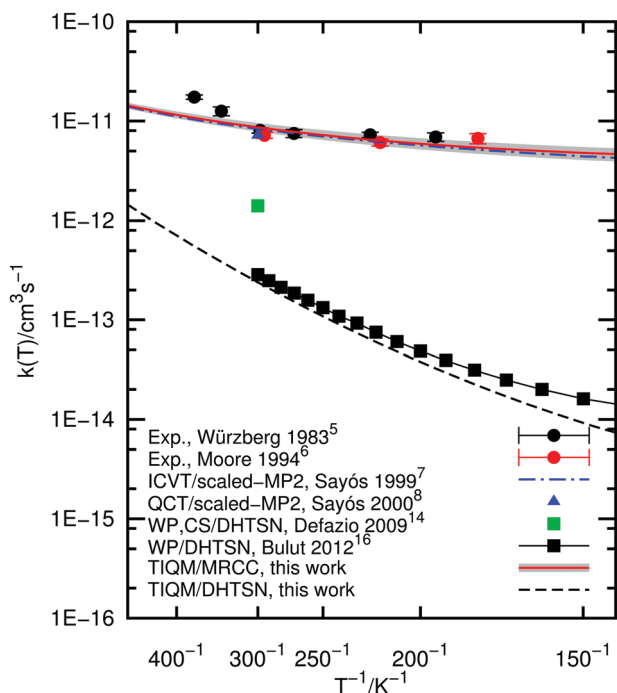 1E−10
1E−11
1E−12
1E−13
1E−14
1E−15
1E−16
k(T)/cm³s⁻¹
Exp., Würzberg 1983⁵
Exp., Moore 1994⁶
ICVT/scaled−MP2, Sayós 1999⁷
QCT/scaled−MP2, Sayós 2000⁸
WP,CS/DHTSN, Defazio 2009¹⁴
WP/DHTSN, Bulut 2012¹⁶
TIQM/MRCC, this work
TIQM/DHTSN, this work
400⁻¹ 300⁻¹ 250⁻¹ 200⁻¹ 150⁻¹
T⁻¹/K⁻¹